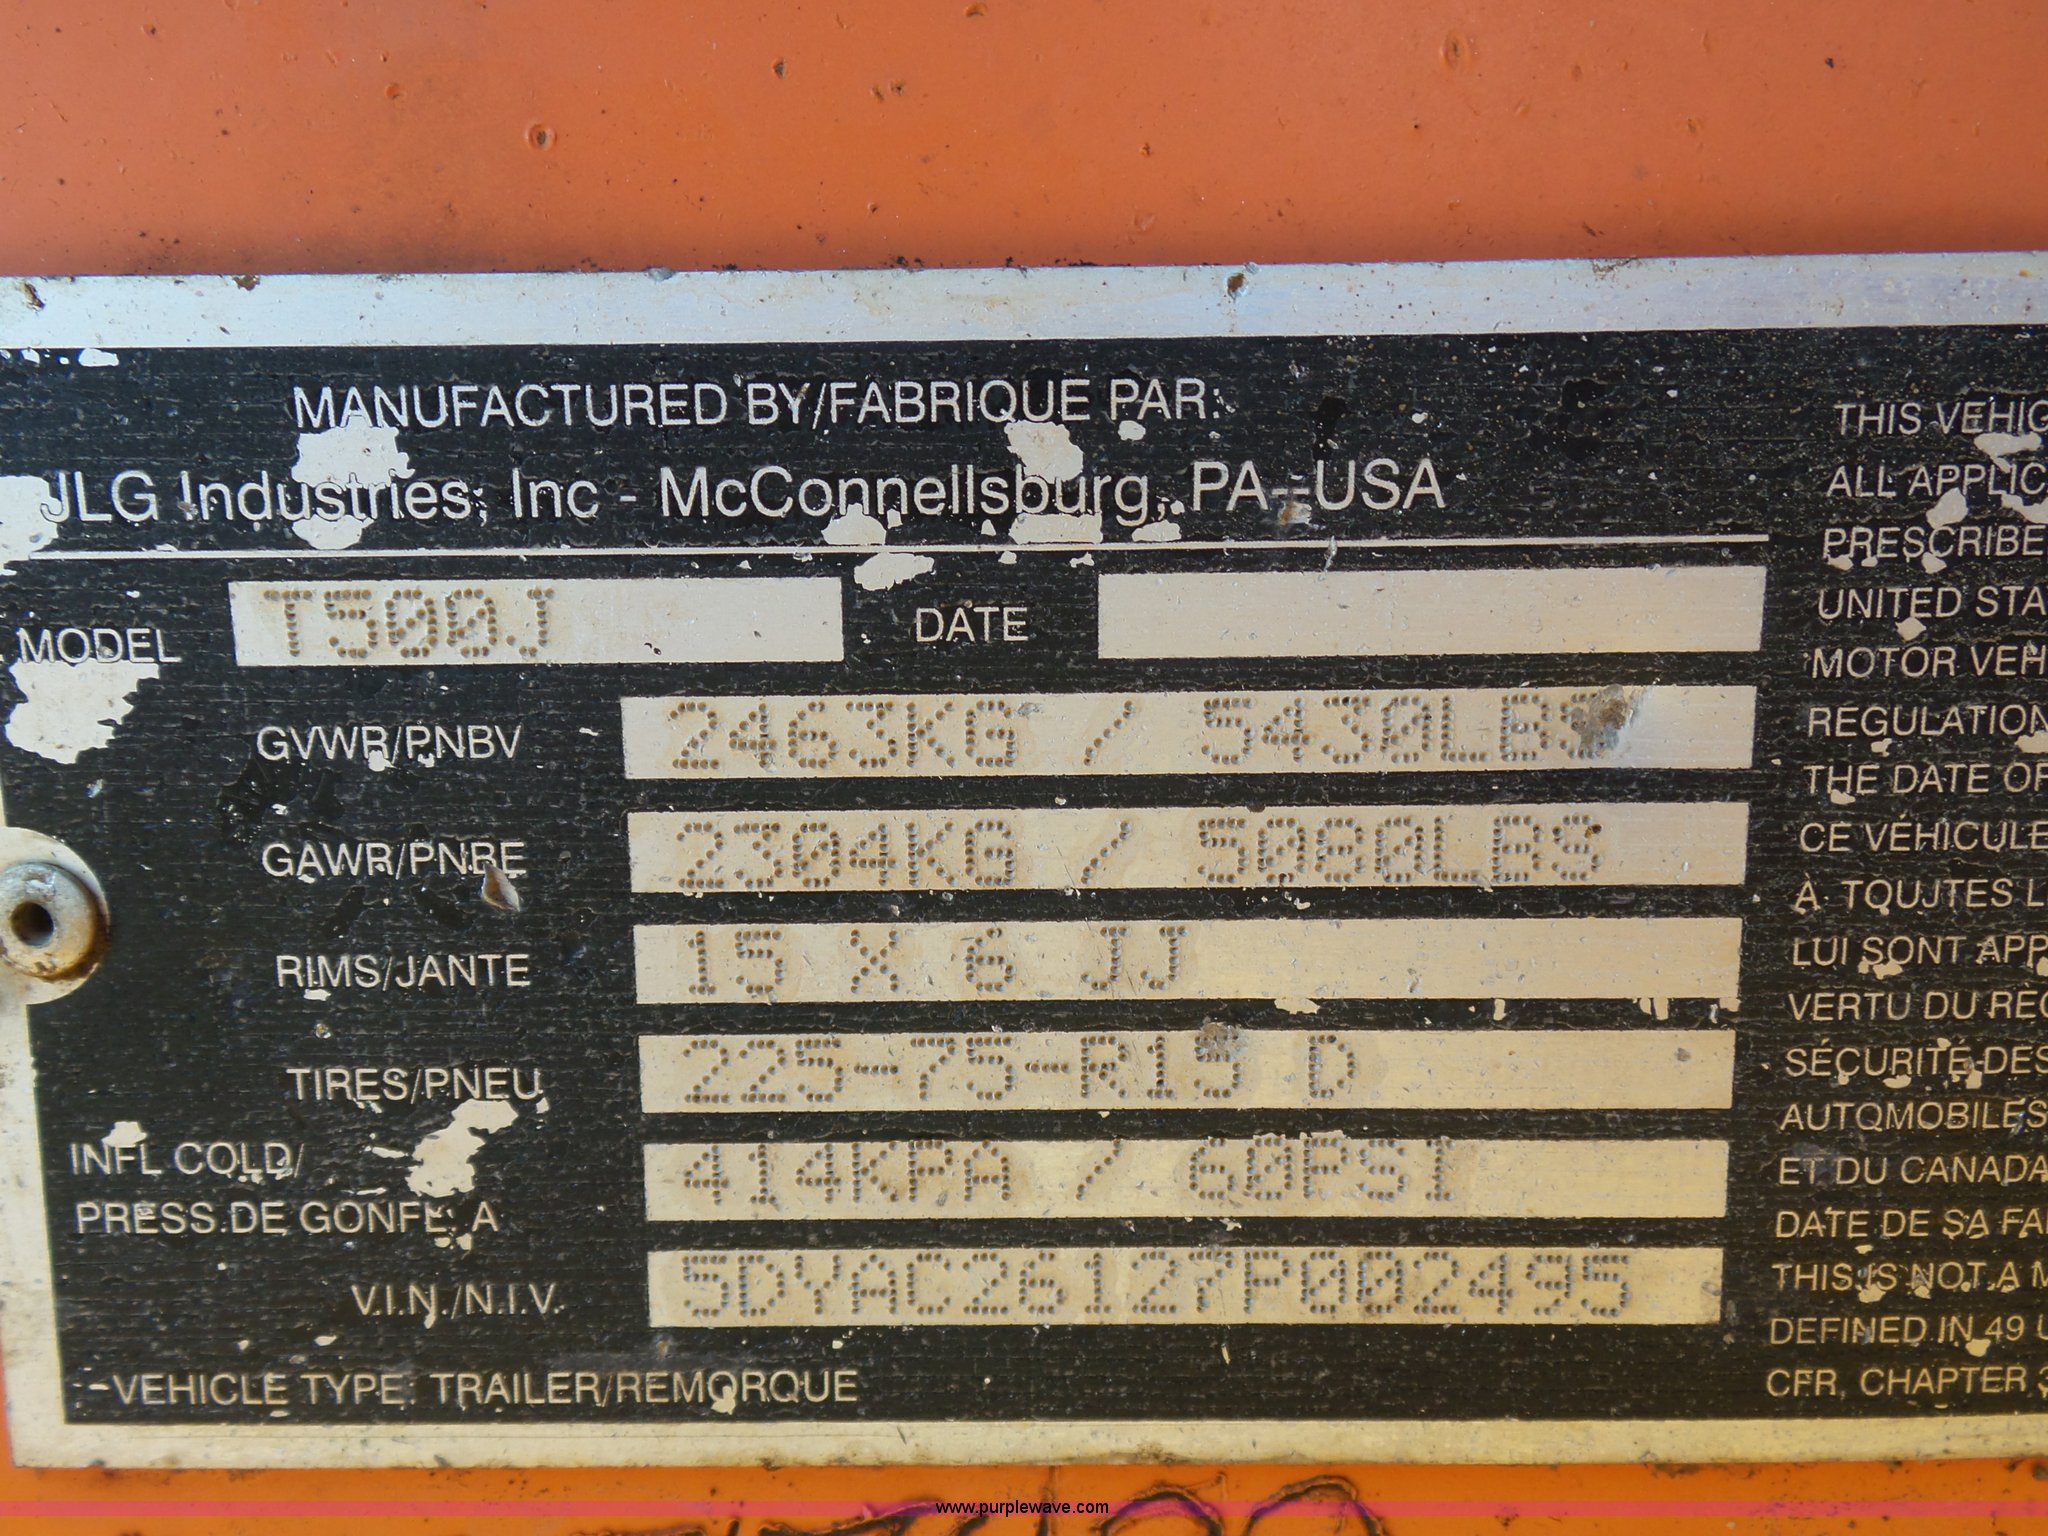 MANUFACTURED BY/FABRIQUE PAR:
JLG Industries, Inc - McConnellsburg, PA--USA
MODEL T500J DATE
GVWR/PNBV 2463KG / 5430LBS
GAWR/PNBE 2304KG / 5080LBS
RIMS/JANTE 15 X 6 JJ
TIRES/PNEU 225-75-R15 D
INFL COLD/
PRESS.DE GONFL. A 414KPA / 60PSI
V.I.N./N.I.V. 5DYAC26127P002495
-VEHICLE TYPE: TRAILER/REMORQUE
THIS VEHIC
ALL APPLIC
PRESCRIBE
UNITED STA
MOTOR VEH
REGULATION
THE DATE OF
CE VÉHICULE
À TOUJTES L
LUI SONT APP
VERTU DU RÈG
SÉCURITÉ DES
AUTOMOBILES
ET DU CANADA
DATE DE SA FA
THIS IS NOT A M
DEFINED IN 49 U
CFR, CHAPTER
www.purplewave.com